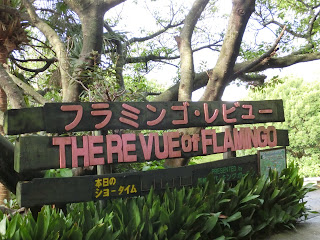 フラミンゴ・レビュー
THE REVUE of FLAMINGO
本日の
ショータイム